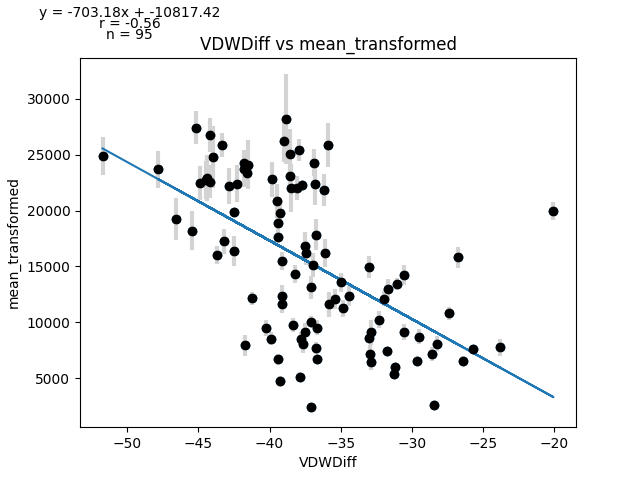 y = -703.18x + -10817.42
r = -0.56
n = 95
VDWDiff vs mean_transformed
30000
25000
20000
15000
10000
5000
mean_transformed
−50 −45 −40 −35 −30 −25 −20
VDWDiff